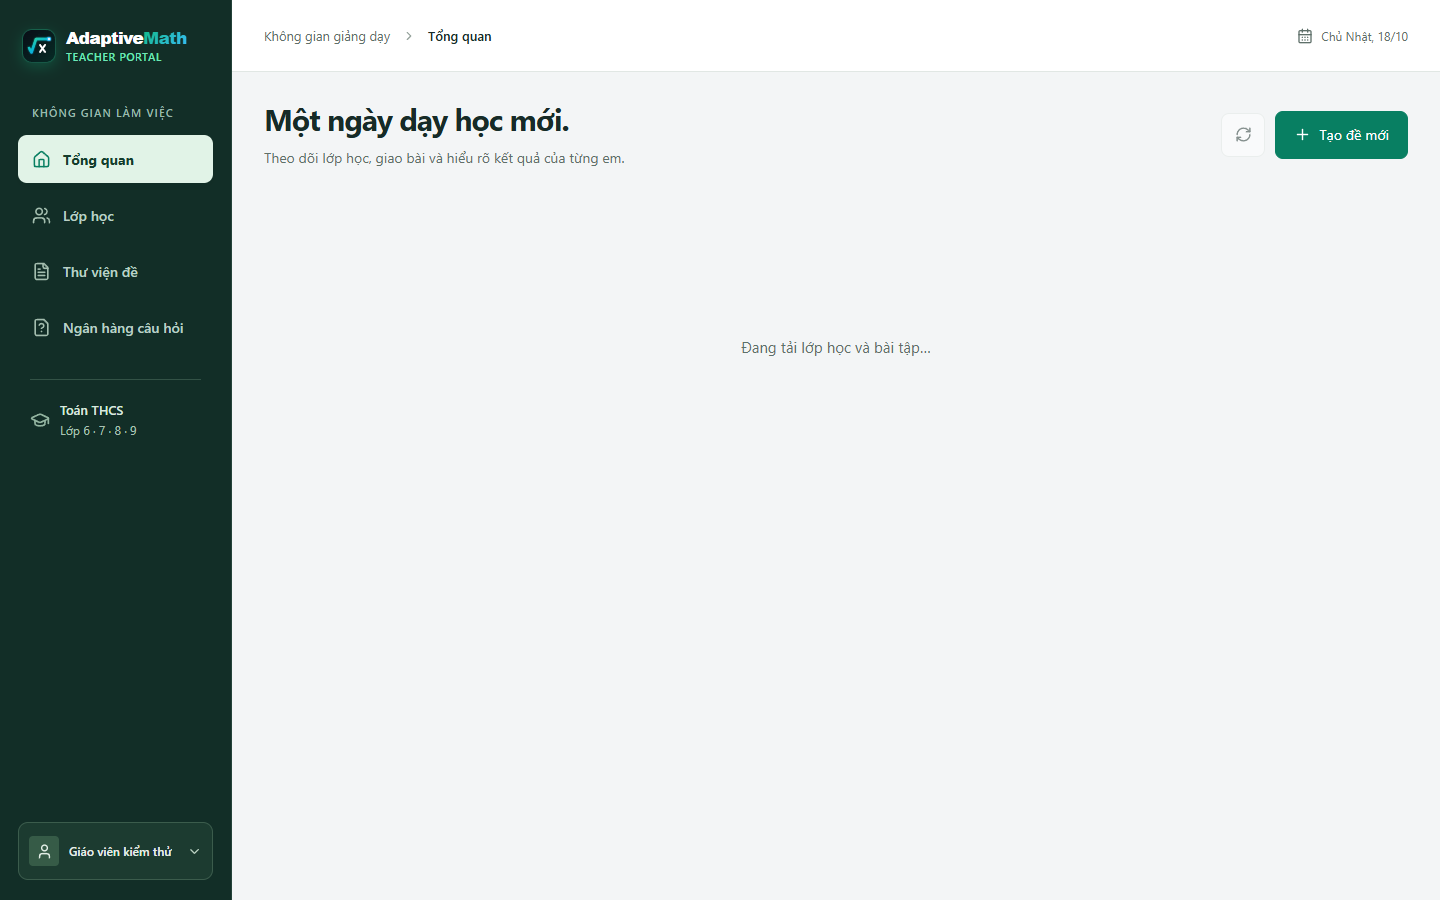 AdaptiveMath
TEACHER PORTAL
KHÔNG GIAN LÀM VIỆC
Tổng quan
Lớp học
Thư viện đề
Ngân hàng câu hỏi
Toán THCS
Lớp 6 · 7 · 8 · 9
Giáo viên kiểm thử
Không gian giảng dạy
Tổng quan
Chủ Nhật, 18/10
Một ngày dạy học mới.
Theo dõi lớp học, giao bài và hiểu rõ kết quả của từng em.
Tạo đề mới
Đang tải lớp học và bài tập...